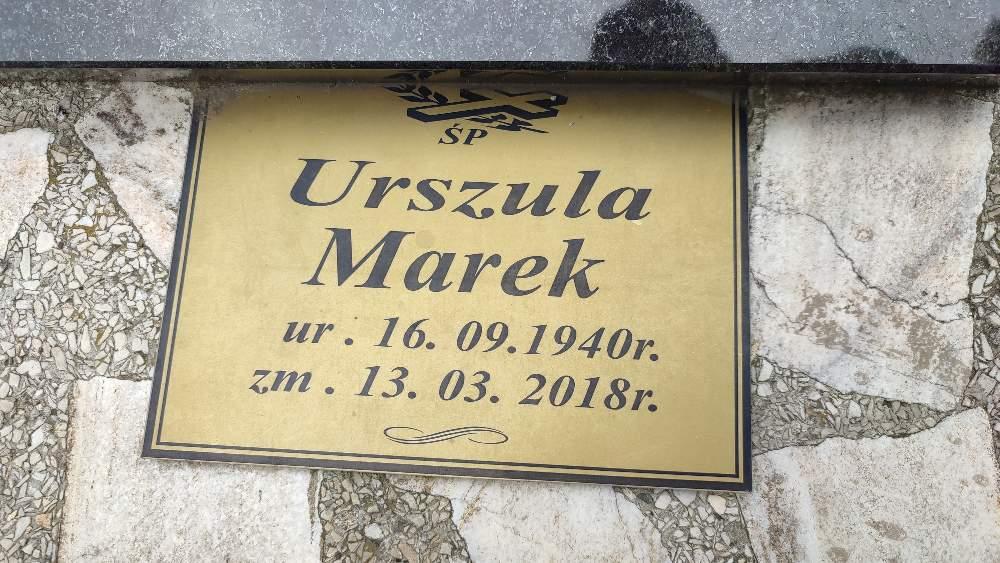 ŚP
Urszula
Marek
ur . 16. 09.1940r.
zm . 13. 03. 2018r.